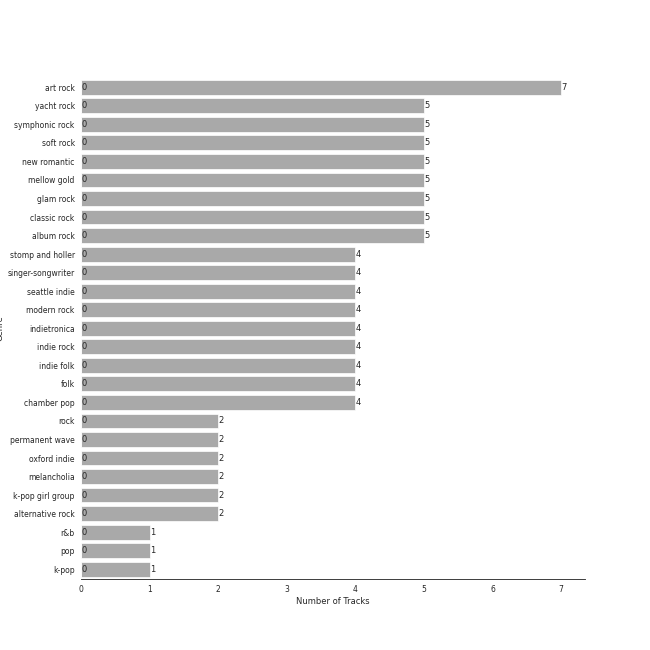 art rock 0 7
yacht rock 0 5
symphonic rock 0 5
soft rock 0 5
new romantic 0 5
mellow gold 0 5
glam rock 0 5
classic rock 0 5
album rock 0 5
stomp and holler 0 4
singer-songwriter 0 4
seattle indie 0 4
modern rock 0 4
indietronica 0 4
indie rock 0 4
indie folk 0 4
folk 0 4
chamber pop 0 4
rock 0 2
permanent wave 0 2
oxford indie 0 2
melancholia 0 2
k-pop girl group 0 2
alternative rock 0 2
r&b 0 1
pop 0 1
k-pop 0 1
0 1 2 3 4 5 6 7
Number of Tracks